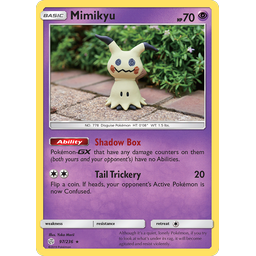 BASIC Mimikyu HP70
NO. 778 Disguise Pokémon HT: 0'08" WT: 1.5 lbs.
Ability Shadow Box
Pokémon-GX that have any damage counters on them
(both yours and your opponent's) have no Abilities.
Tail Trickery 20
Flip a coin. If heads, your opponent's Active Pokémon is
now Confused.
weakness resistance retreat
97/236